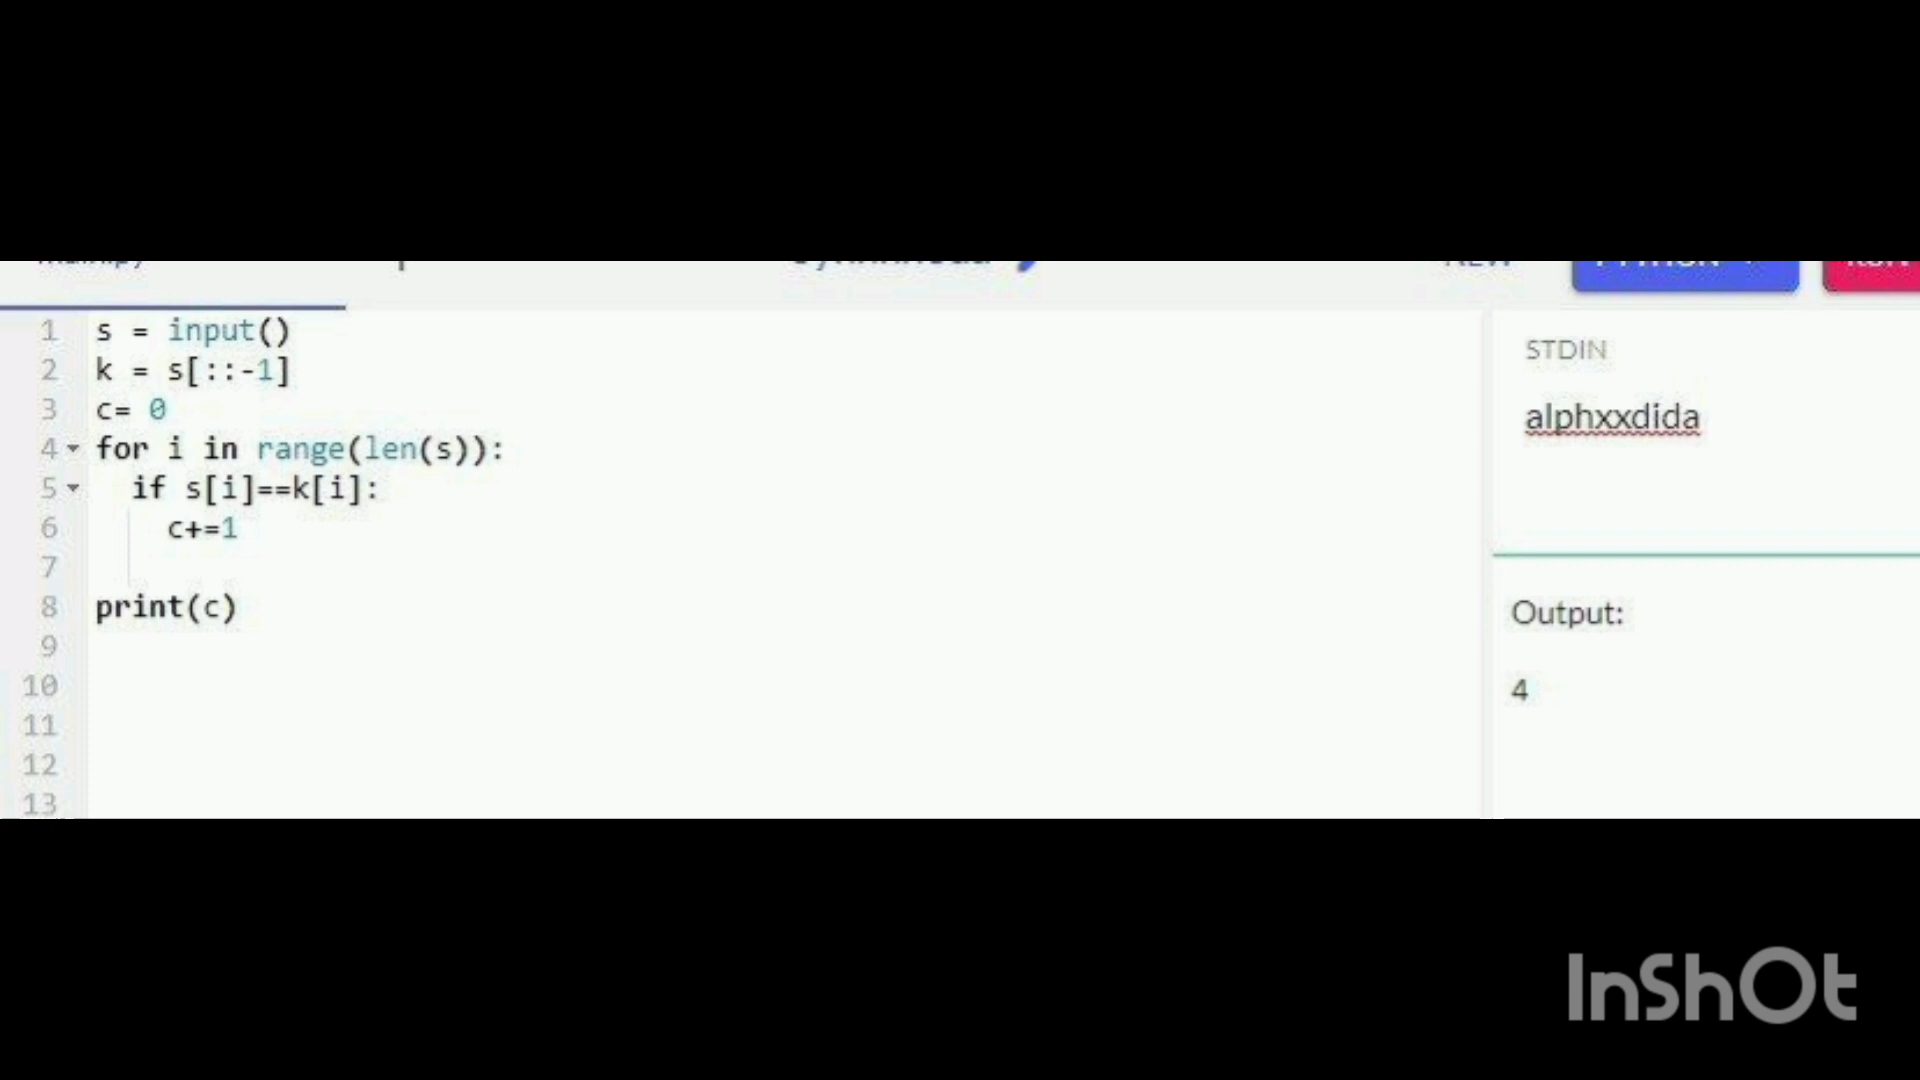 1 s = input()
2 k = s[::-1]
3 c= 0
4 for i in range(len(s)):
5 if s[i]==k[i]:
6 c+=1
7
8 print(c)
9
10
11
12
13
STDIN
alphxxdida
Output:
4
InShOt